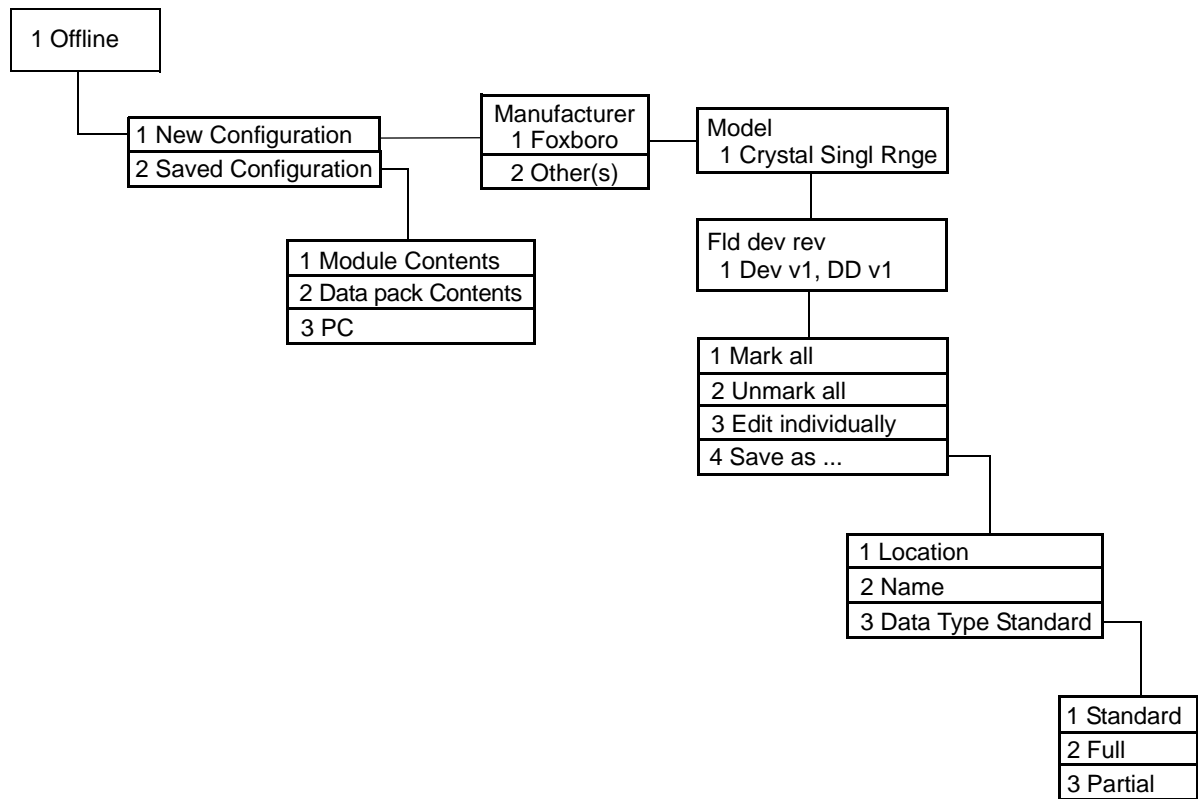 1 Offline
1 New Configuration
2 Saved Configuration
Manufacturer
1 Foxboro
2 Other(s)
Model
1 Crystal Singl Rnge
Fld dev rev
1 Dev v1, DD v1
1 Module Contents
2 Data pack Contents
3 PC
1 Mark all
2 Unmark all
3 Edit individually
4 Save as ...
1 Location
2 Name
3 Data Type Standard
1 Standard
2 Full
3 Partial